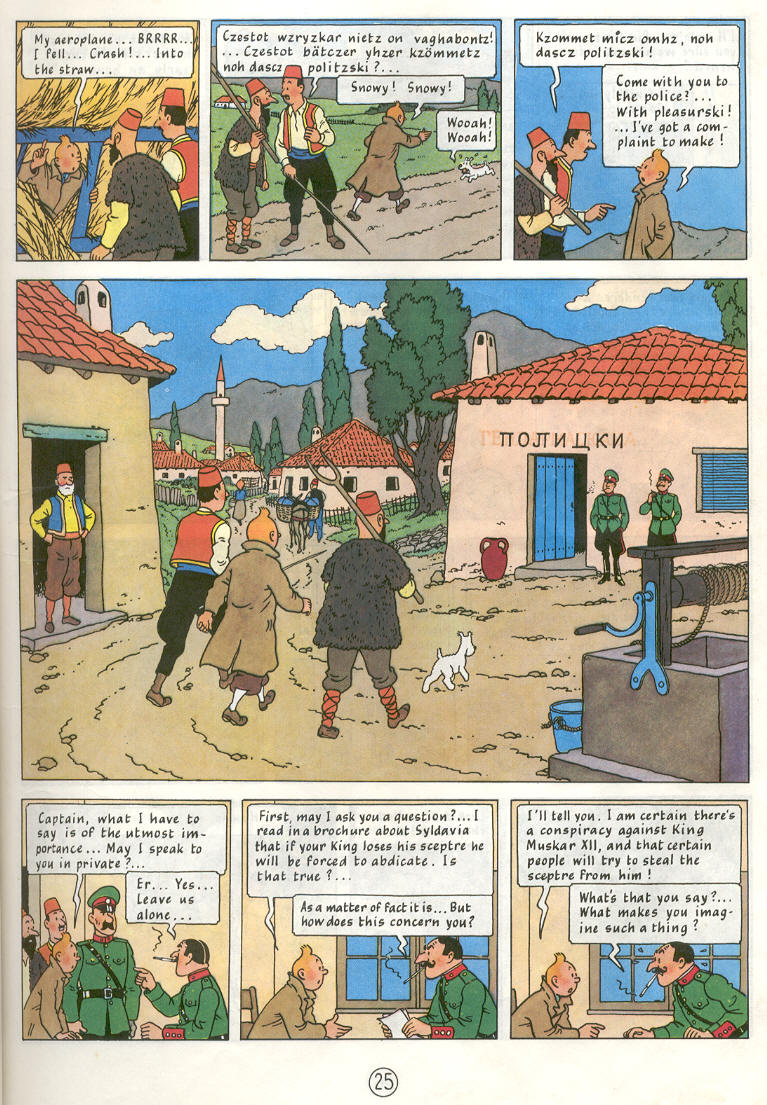 My aeroplane... BRRRR...
I fell... Crash!... Into
the straw...
Czestot wzryzkar nietz on vaghabontz!
... Czestot bätczer yhzer kzömmetz
noh dascz politzski?...
Snowy! Snowy!
Wooah!
Wooah!
Kzommet micz omhz, noh
dascz politzski!
Come with you to
the police?...
With pleasurski!
...I've got a com-
plaint to make!
ПОЛИЦКИ
Captain, what I have to
say is of the utmost im-
portance... May I speak to
you in private?...
Er... Yes...
Leave us
alone...
First, may I ask you a question?... I
read in a brochure about Syldavia
that if your King loses his sceptre he
will be forced to abdicate. Is
that true?...
As a matter of fact it is... But
how does this concern you?
I'll tell you. I am certain there's
a conspiracy against King
Muskar XII, and that certain
people will try to steal the
sceptre from him!
What's that you say?...
What makes you imag-
ine such a thing?
25